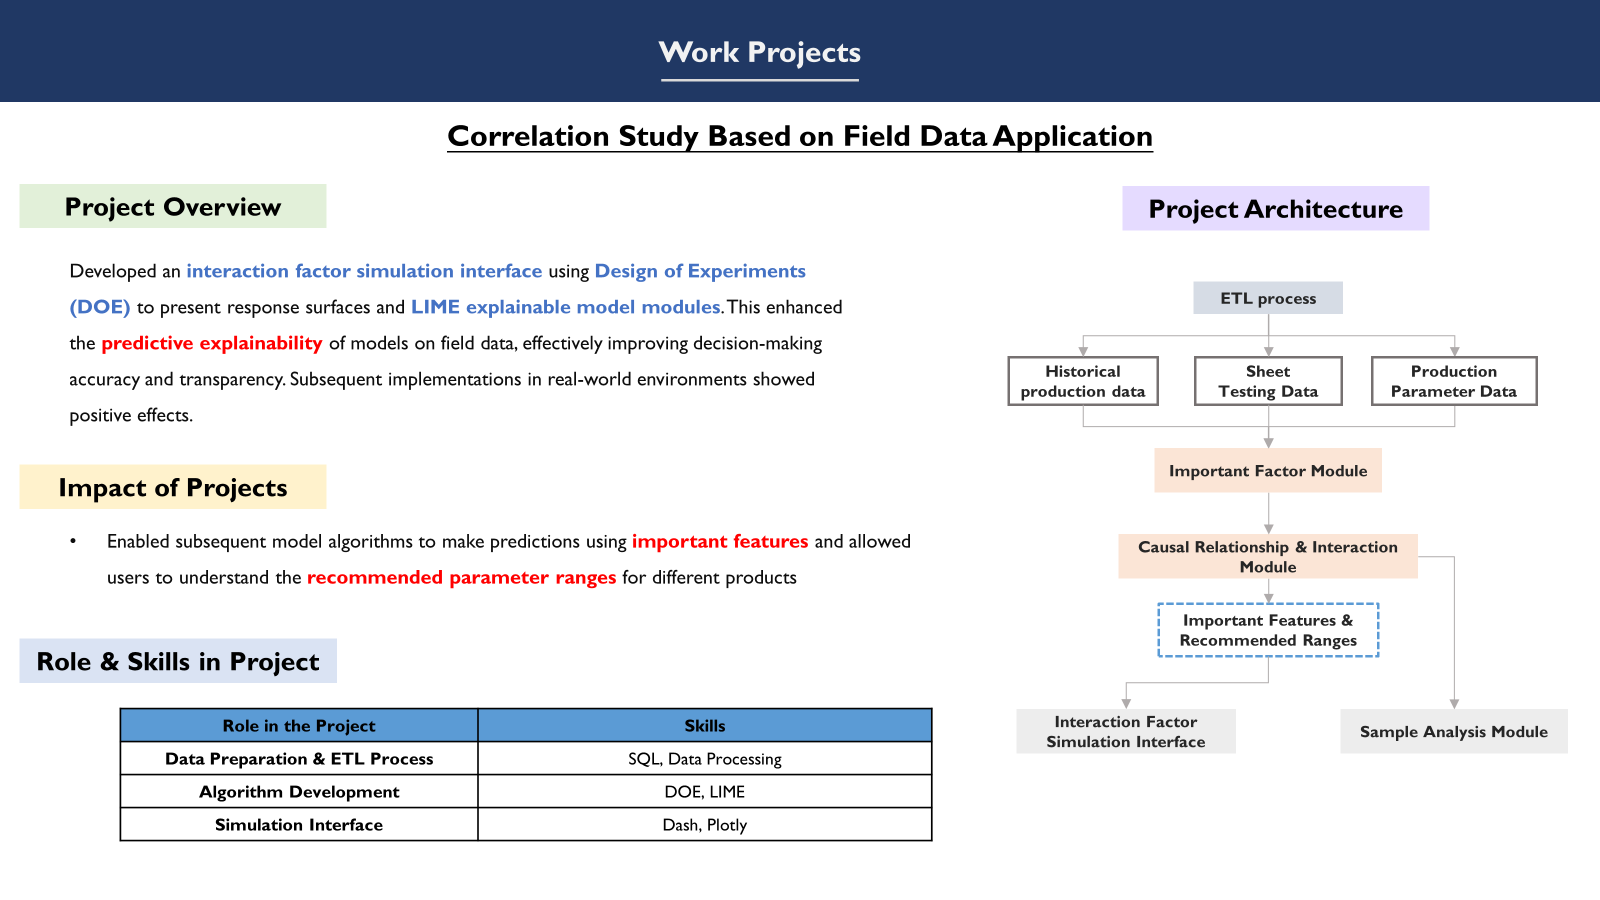 Work Projects
Correlation Study Based on Field Data Application
Project Overview
Developed an interaction factor simulation interface using Design of Experiments
(DOE) to present response surfaces and LIME explainable model modules. This enhanced
the predictive explainability of models on field data, effectively improving decision-making
accuracy and transparency. Subsequent implementations in real-world environments showed
positive effects.
Impact of Projects
• Enabled subsequent model algorithms to make predictions using important features and allowed
users to understand the recommended parameter ranges for different products
Role & Skills in Project
Role in the Project Skills
Data Preparation & ETL Process SQL, Data Processing
Algorithm Development DOE, LIME
Simulation Interface Dash, Plotly
Project Architecture
ETL process
Historical
production data
Sheet
Testing Data
Production
Parameter Data
Important Factor Module
Causal Relationship & Interaction
Module
Important Features &
Recommended Ranges
Interaction Factor
Simulation Interface
Sample Analysis Module